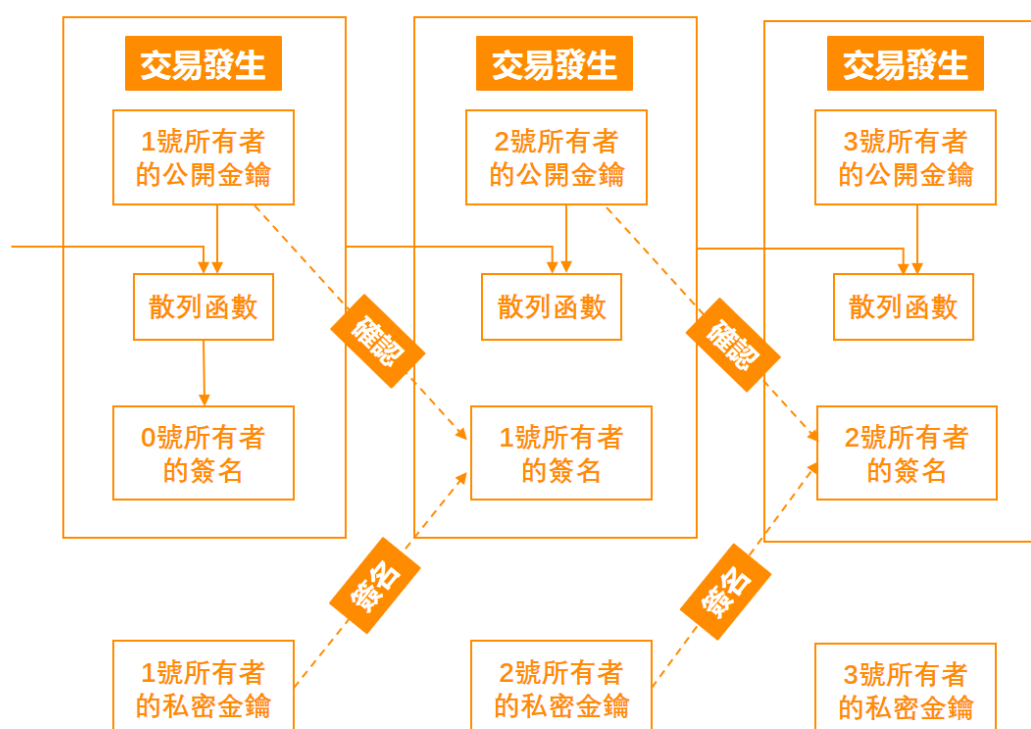 交易發生
交易發生
交易發生
1號所有者
的公開金鑰
2號所有者
的公開金鑰
3號所有者
的公開金鑰
散列函數
散列函數
散列函數
確認
確認
0號所有者
的簽名
1號所有者
的簽名
2號所有者
的簽名
簽名
簽名
1號所有者
的私密金鑰
2號所有者
的私密金鑰
3號所有者
的私密金鑰